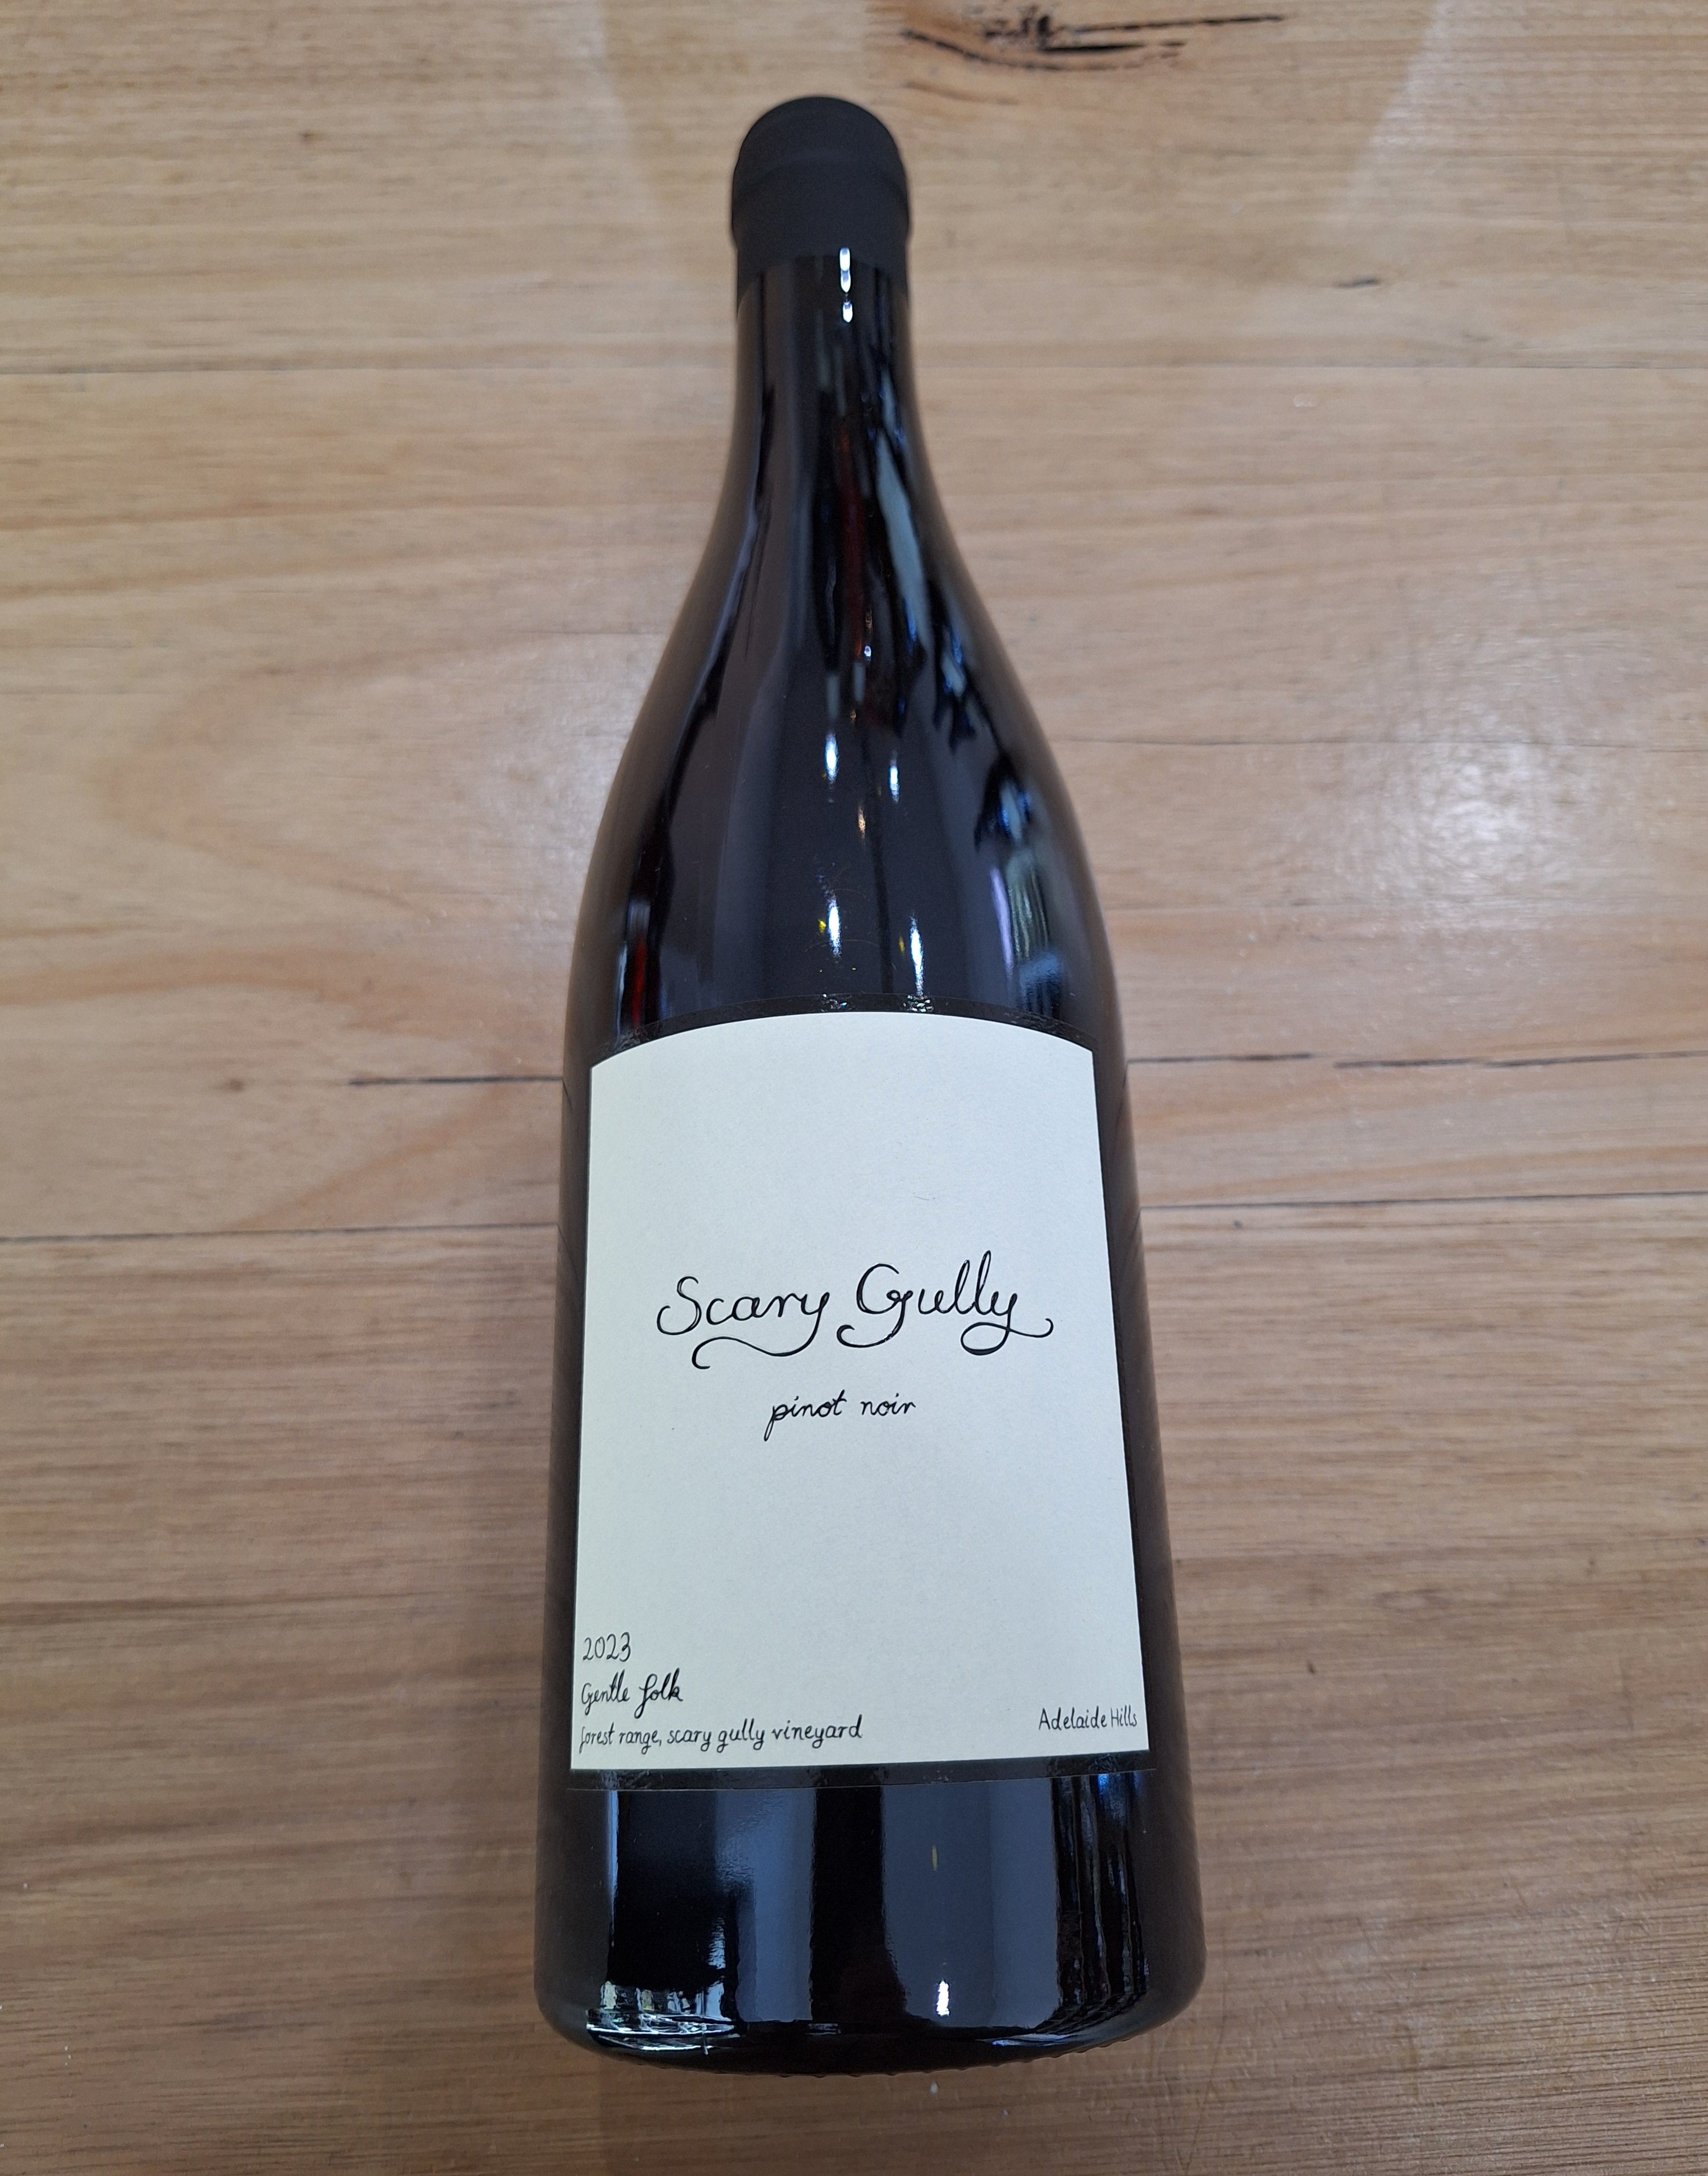 Scary Gully
pinot noir
2023
Gentle folk
forest range, scary gully vineyard
Adelaide Hills